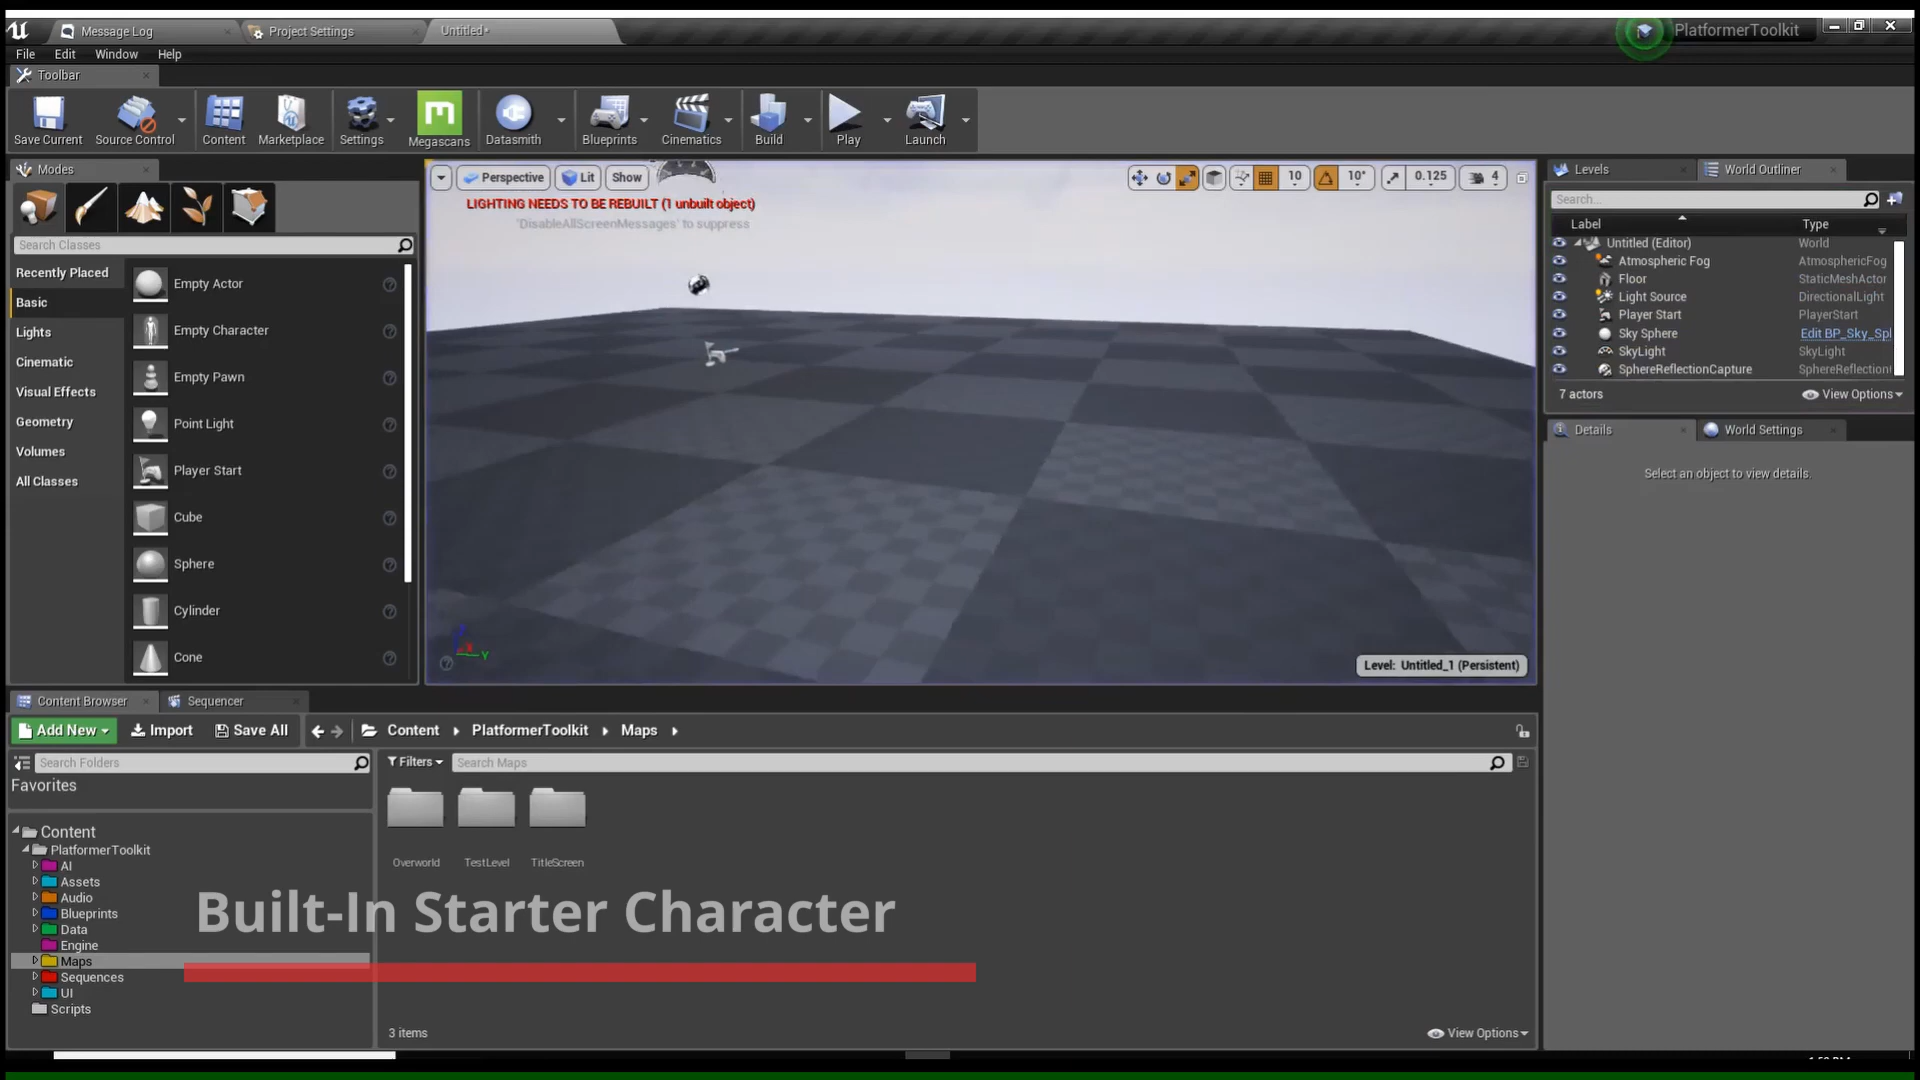 Message Log
Project Settings
Untitled*
PlatformerToolkit
File Edit Window Help
Toolbar
Save Current Source Control Content Marketplace Settings Megascans Datasmith Blueprints Cinematics Build Play Launch
Modes
Search Classes
Recently Placed
Basic
Lights
Cinematic
Visual Effects
Geometry
Volumes
All Classes
Empty Actor
Empty Character
Empty Pawn
Point Light
Player Start
Cube
Sphere
Cylinder
Cone
Perspective Lit Show
10 10° 0.125 4
LIGHTING NEEDS TO BE REBUILT (1 unbuilt object)
'DisableAllScreenMessages' to suppress
X Y
Level: Untitled_1 (Persistent)
Levels World Outliner
Search...
Label Type
Untitled (Editor) World
Atmospheric Fog AtmosphericFog
Floor StaticMeshActor
Light Source DirectionalLight
Player Start PlayerStart
Sky Sphere Edit BP_Sky_Spl
SkyLight SkyLight
SphereReflectionCapture SphereReflection
7 actors View Options
Details World Settings
Select an object to view details.
Content Browser Sequencer
Add New Import Save All Content PlatformerToolkit Maps
Search Folders
Filters Search Maps
Favorites
Content
PlatformerToolkit
AI
Assets
Audio
Blueprints
Data
Engine
Maps
Sequences
UI
Scripts
Overworld TestLevel TitleScreen
Built-In Starter Character
3 items View Options